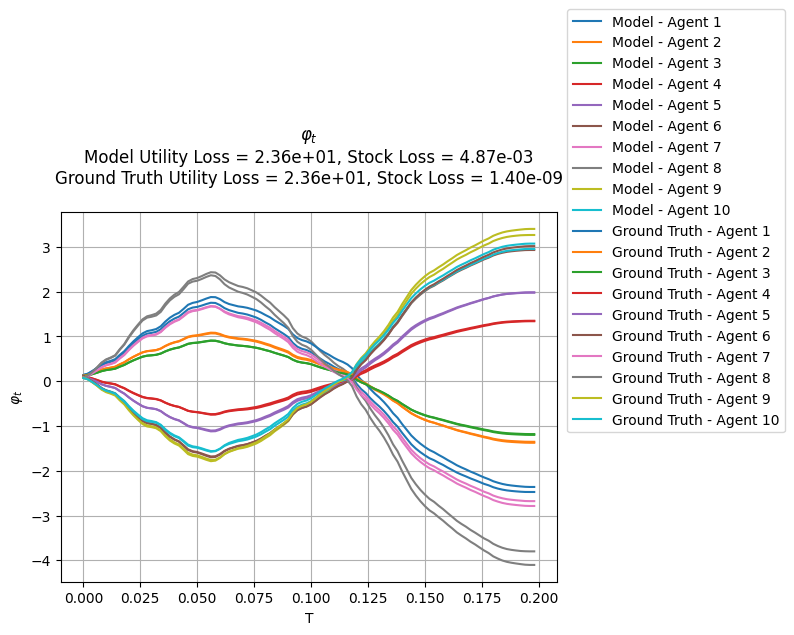 φₜ
Model Utility Loss = 2.36e+01, Stock Loss = 4.87e-03
Ground Truth Utility Loss = 2.36e+01, Stock Loss = 1.40e-09
φₜ
3
2
1
0
−1
−2
−3
−4
0.000 0.025 0.050 0.075 0.100 0.125 0.150 0.175 0.200
T
Model - Agent 1
Model - Agent 2
Model - Agent 3
Model - Agent 4
Model - Agent 5
Model - Agent 6
Model - Agent 7
Model - Agent 8
Model - Agent 9
Model - Agent 10
Ground Truth - Agent 1
Ground Truth - Agent 2
Ground Truth - Agent 3
Ground Truth - Agent 4
Ground Truth - Agent 5
Ground Truth - Agent 6
Ground Truth - Agent 7
Ground Truth - Agent 8
Ground Truth - Agent 9
Ground Truth - Agent 10